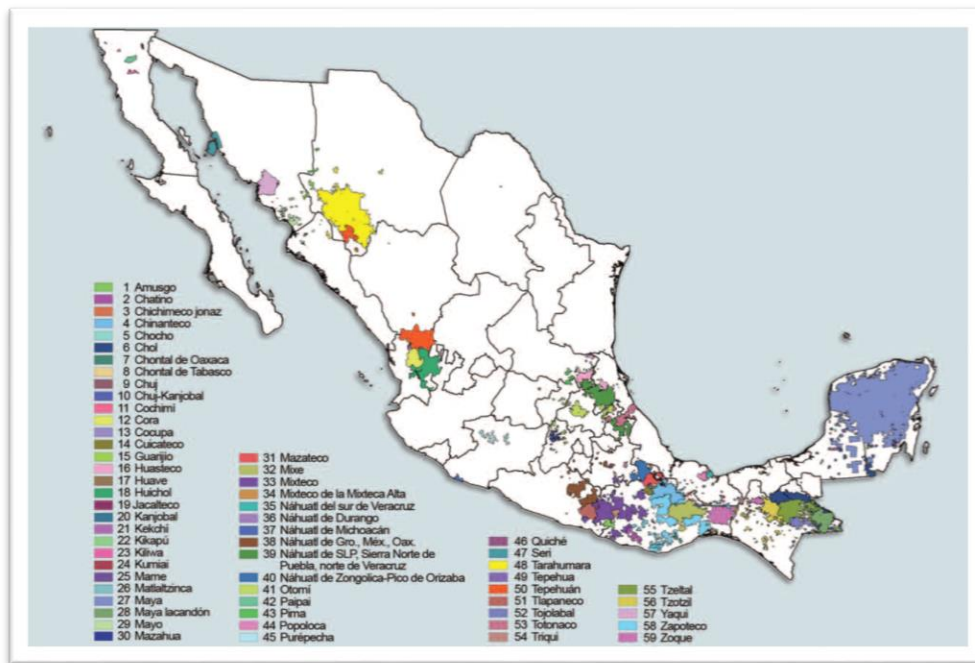 1 Amusgo
2 Chatino
3 Chichimeco jonaz
4 Chinanteco
5 Chocho
6 Chol
7 Chontal de Oaxaca
8 Chontal de Tabasco
9 Chuj
10 Chuj-Kanjobal
11 Cochimí
12 Cora
13 Cocupa
14 Cuicateco
15 Guarijio
16 Huasteco
17 Huave
18 Huichol
19 Jacalteco
20 Kanjobal
21 Kekchí
22 Kikapú
23 Kiliwa
24 Kumiai
25 Mame
26 Matlaltzinca
27 Maya
28 Maya lacandón
29 Mayo
30 Mazahua
31 Mazateco
32 Mixe
33 Mixteco
34 Mixteco de la Mixteca Alta
35 Náhuatl del sur de Veracruz
36 Náhuatl de Durango
37 Náhuatl de Michoacán
38 Náhuatl de Gro., Méx., Oax.
39 Náhuatl de SLP, Sierra Norte de
Puebla, norte de Veracruz
40 Náhuatl de Zongolica-Pico de Orizaba
41 Otomí
42 Paipai
43 Pima
44 Popoloca
45 Purépecha
46 Quiché
47 Seri
48 Tarahumara
49 Tepehua
50 Tepehuán
51 Tlapaneco
52 Tojolabal
53 Totonaco
54 Triqui
55 Tzeltal
56 Tzotzil
57 Yaqui
58 Zapoteco
59 Zoque